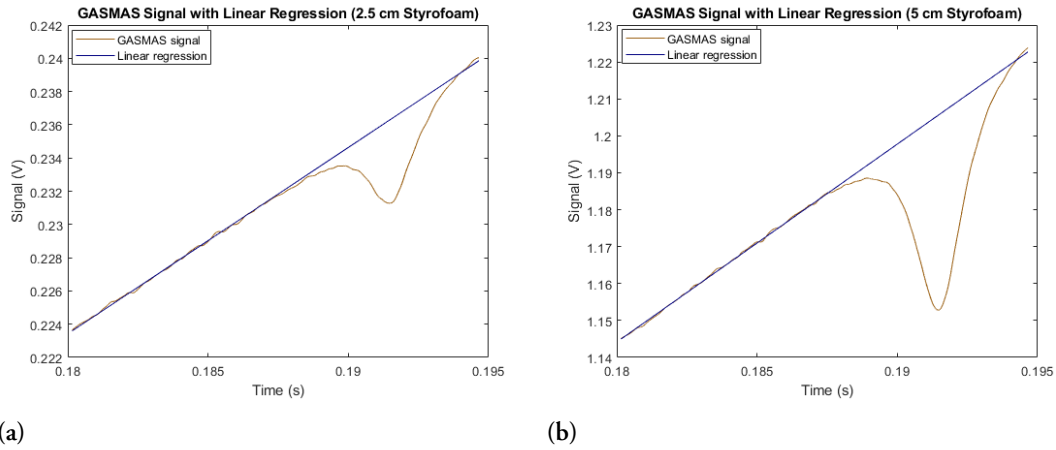 GASMAS Signal with Linear Regression (2.5 cm Styrofoam)
GASMAS signal
Linear regression
0.242
0.24
0.238
0.236
0.234
0.232
0.23
0.228
0.226
0.224
0.222
Signal (V)
0.18
0.185
0.19
0.195
Time (s)
(a)
GASMAS Signal with Linear Regression (5 cm Styrofoam)
GASMAS signal
Linear regression
1.23
1.22
1.21
1.2
1.19
1.18
1.17
1.16
1.15
1.14
Signal (V)
0.18
0.185
0.19
0.195
Time (s)
(b)